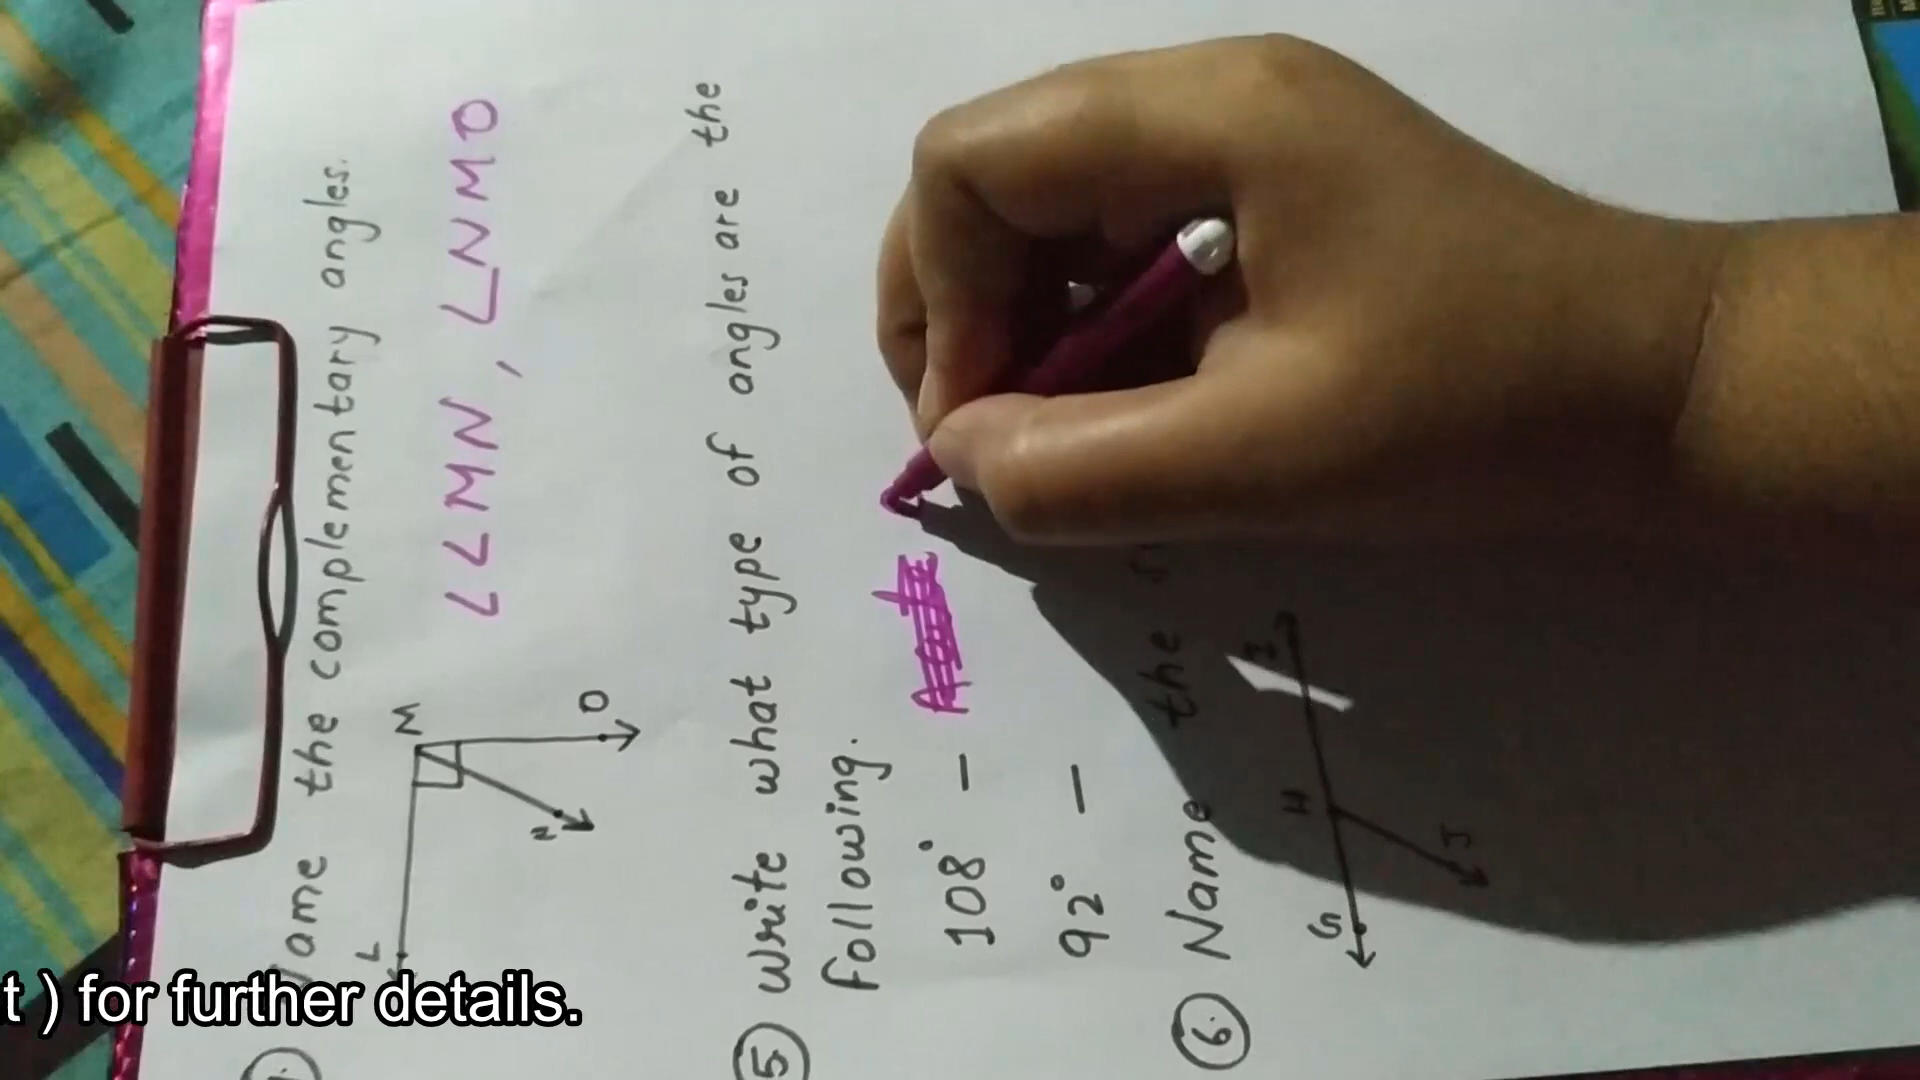 Name the complementary angles.
L
M
N
O
∠LMN, ∠NMO
5) write what type of angles are the
following.
108° -
92° -
6. Name the
G
H
I
J
t ) for further details.